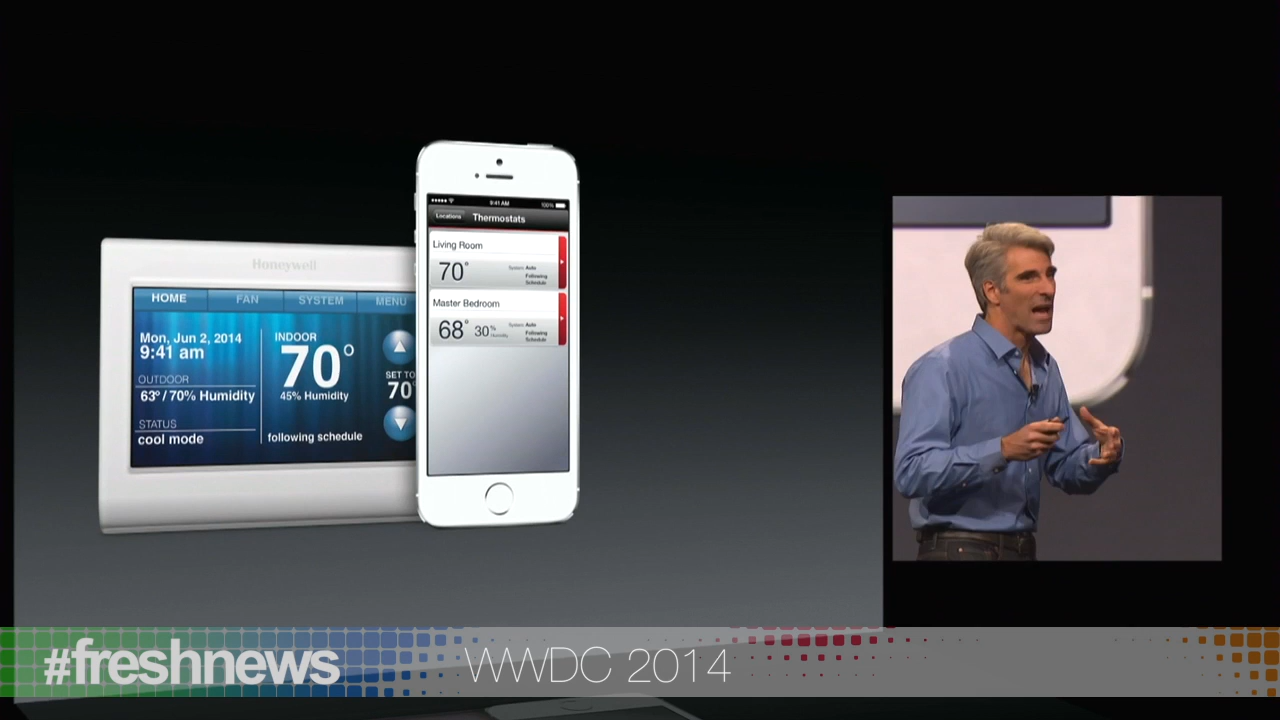 Honeywell
HOME FAN SYSTEM MENU
Mon, Jun 2, 2014
9:41 am
OUTDOOR
63°/70% Humidity
STATUS
cool mode
INDOOR
70°
45% Humidity
following schedule
SET TO
70°
9:41 AM 100%
Locations Thermostats
Living Room
70° System Auto
Following
Schedule
Master Bedroom
68° 30% Humidity System Auto
Following
Schedule
#freshnews WWDC 2014